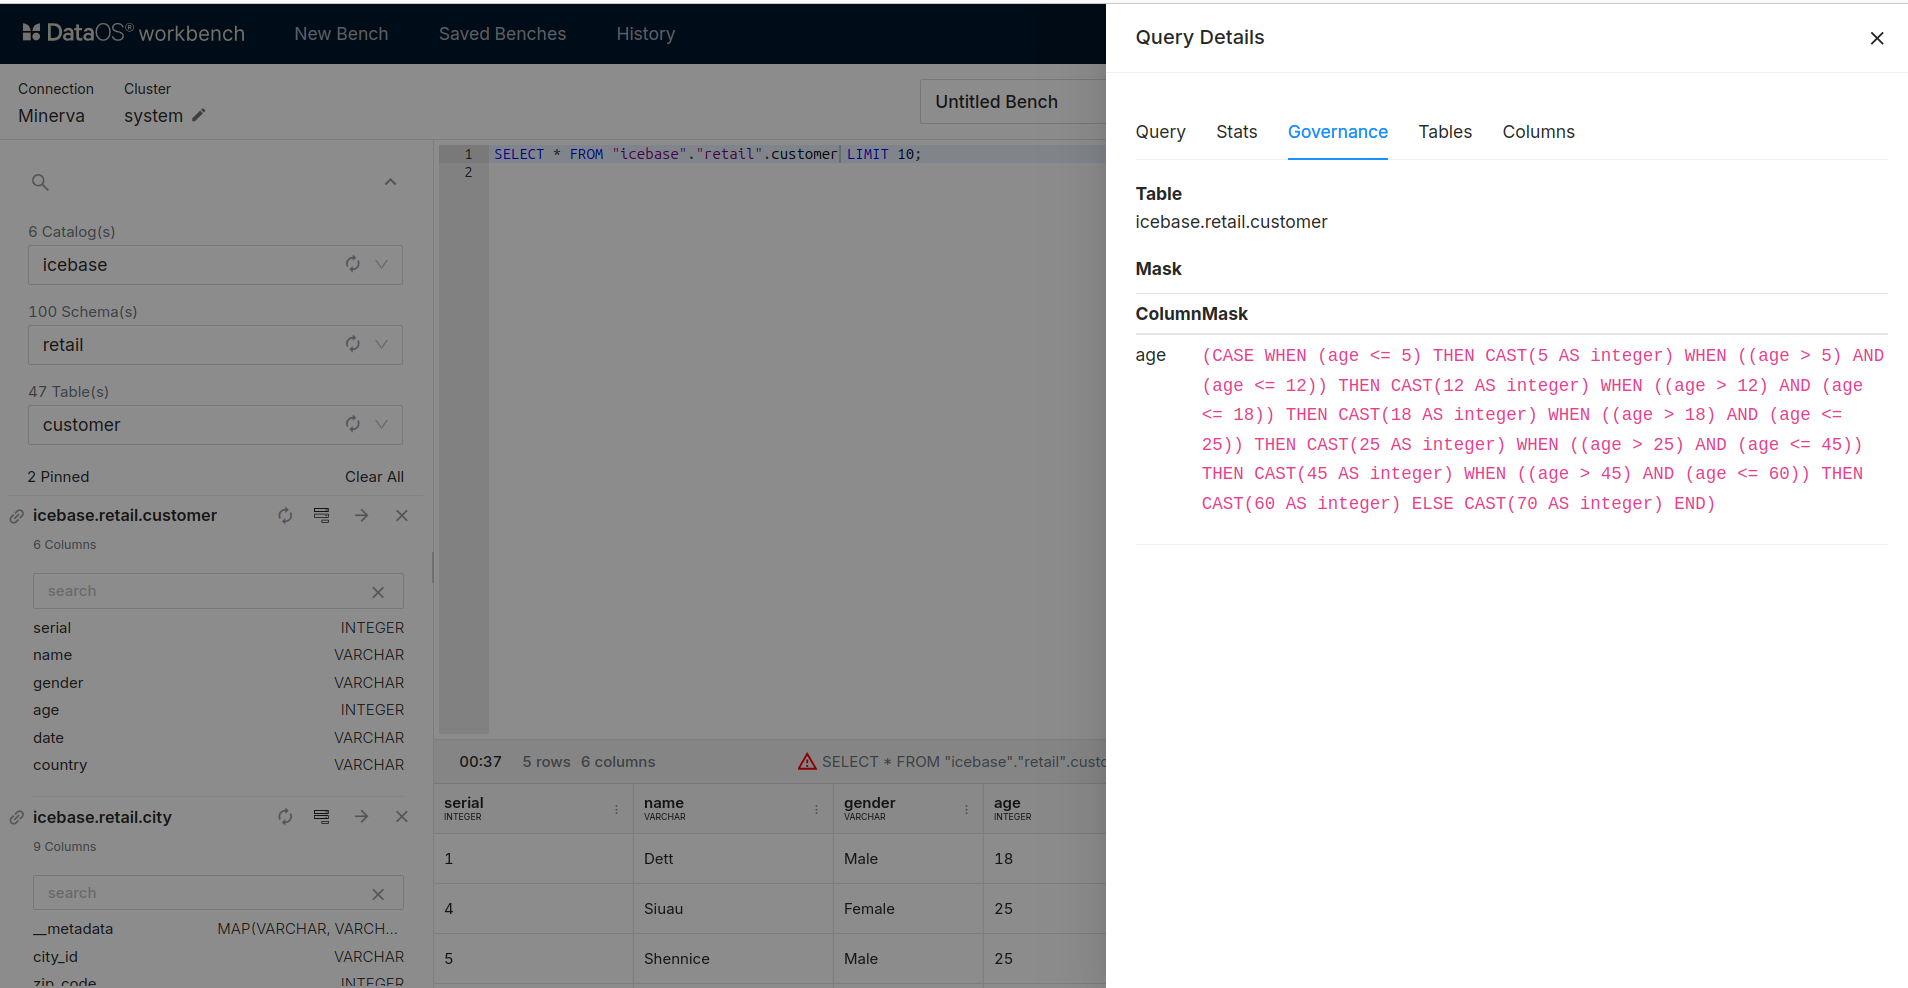 DataOS® workbench New Bench Saved Benches History
Connection Cluster
Minerva system
Untitled Bench
6 Catalog(s)
icebase
100 Schema(s)
retail
47 Table(s)
customer
2 Pinned Clear All
icebase.retail.customer
6 Columns
search
serial INTEGER
name VARCHAR
gender VARCHAR
age INTEGER
date VARCHAR
country VARCHAR
icebase.retail.city
9 Columns
search
__metadata MAP(VARCHAR, VARCH...
city_id VARCHAR
zip_code INTEGER
1 SELECT * FROM "icebase"."retail".customer LIMIT 10;
2
00:37 5 rows 6 columns SELECT * FROM "icebase"."retail".custo
serial name gender age
INTEGER VARCHAR VARCHAR INTEGER
1 Dett Male 18
4 Siuau Female 25
5 Shennice Male 25
Query Details
Query Stats Governance Tables Columns
Table
icebase.retail.customer
Mask
ColumnMask
age (CASE WHEN (age <= 5) THEN CAST(5 AS integer) WHEN ((age > 5) AND
(age <= 12)) THEN CAST(12 AS integer) WHEN ((age > 12) AND (age
<= 18)) THEN CAST(18 AS integer) WHEN ((age > 18) AND (age <=
25)) THEN CAST(25 AS integer) WHEN ((age > 25) AND (age <= 45))
THEN CAST(45 AS integer) WHEN ((age > 45) AND (age <= 60)) THEN
CAST(60 AS integer) ELSE CAST(70 AS integer) END)